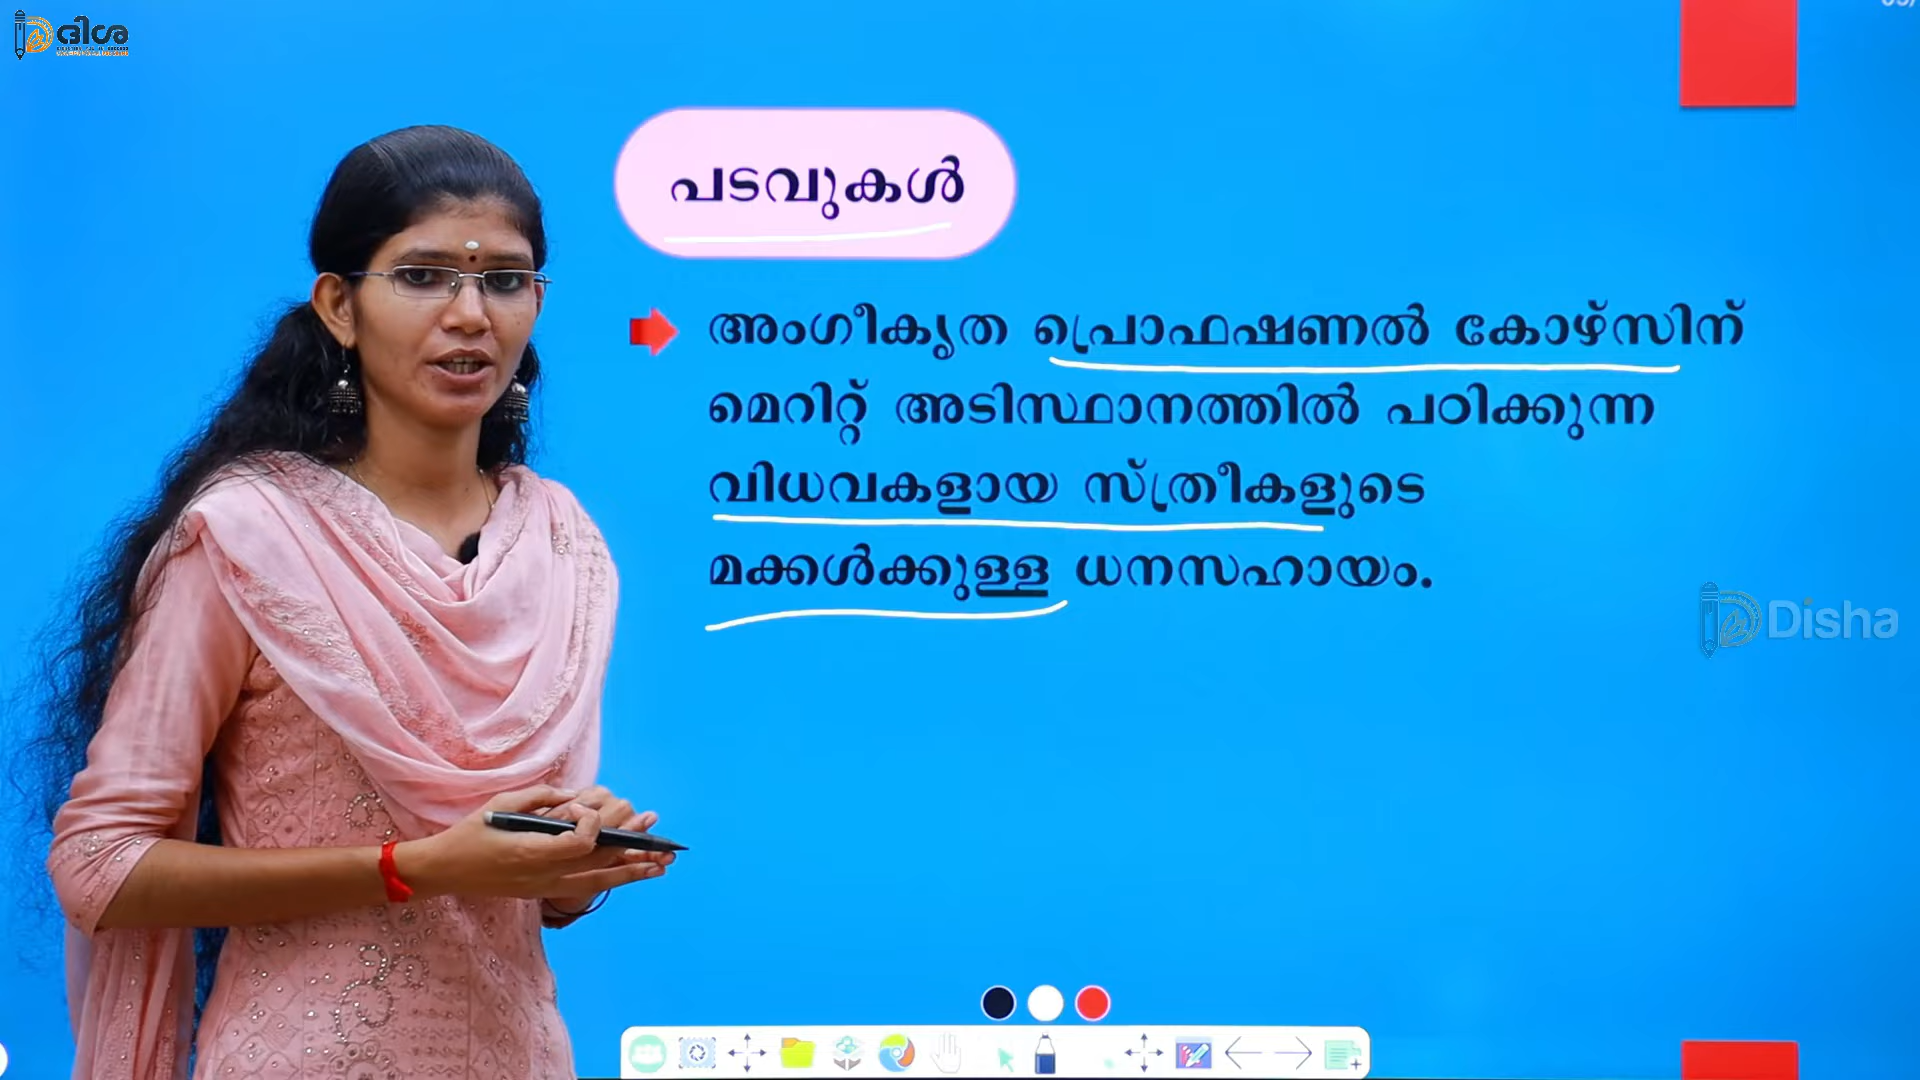 ദിശ
പടവുകൾ
അംഗീകൃത പ്രൊഫഷണൽ കോഴ്സിന്
മെറിറ്റ് അടിസ്ഥാനത്തിൽ പഠിക്കുന്ന
വിധവകളായ സ്ത്രീകളുടെ
മക്കൾക്കുള്ള ധനസഹായം.
Disha